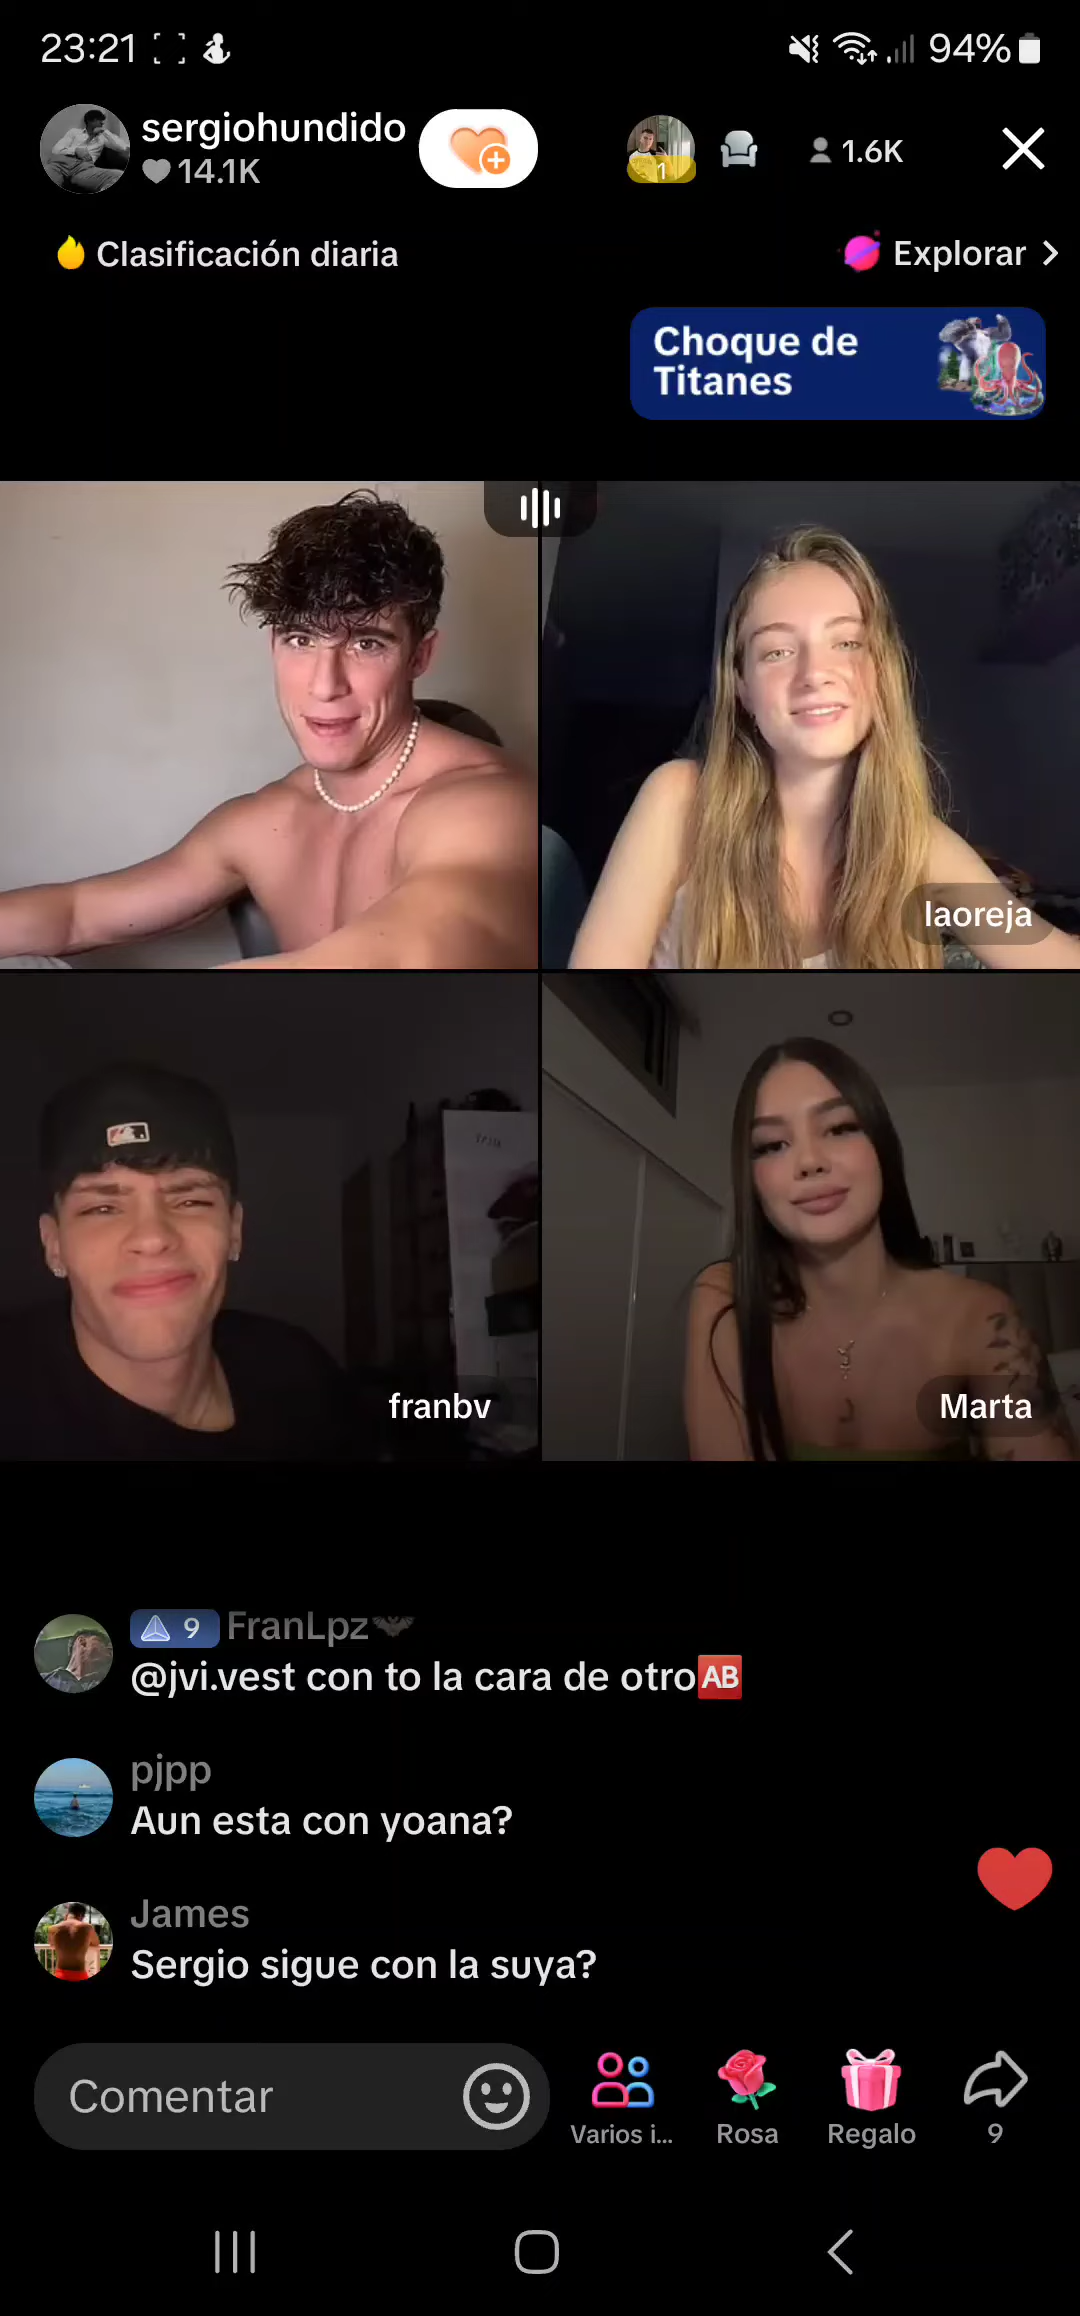 23:21
94%
sergiohundido
14.1K
1
1.6K
Clasificación diaria
Explorar
Choque de
Titanes
laoreja
franbv
Marta
9 FranLpz
@jvi.vest con to la cara de otro🆎
pjpp
Aun esta con yoana?
James
Sergio sigue con la suya?
Comentar
Varios i...
Rosa
Regalo
9